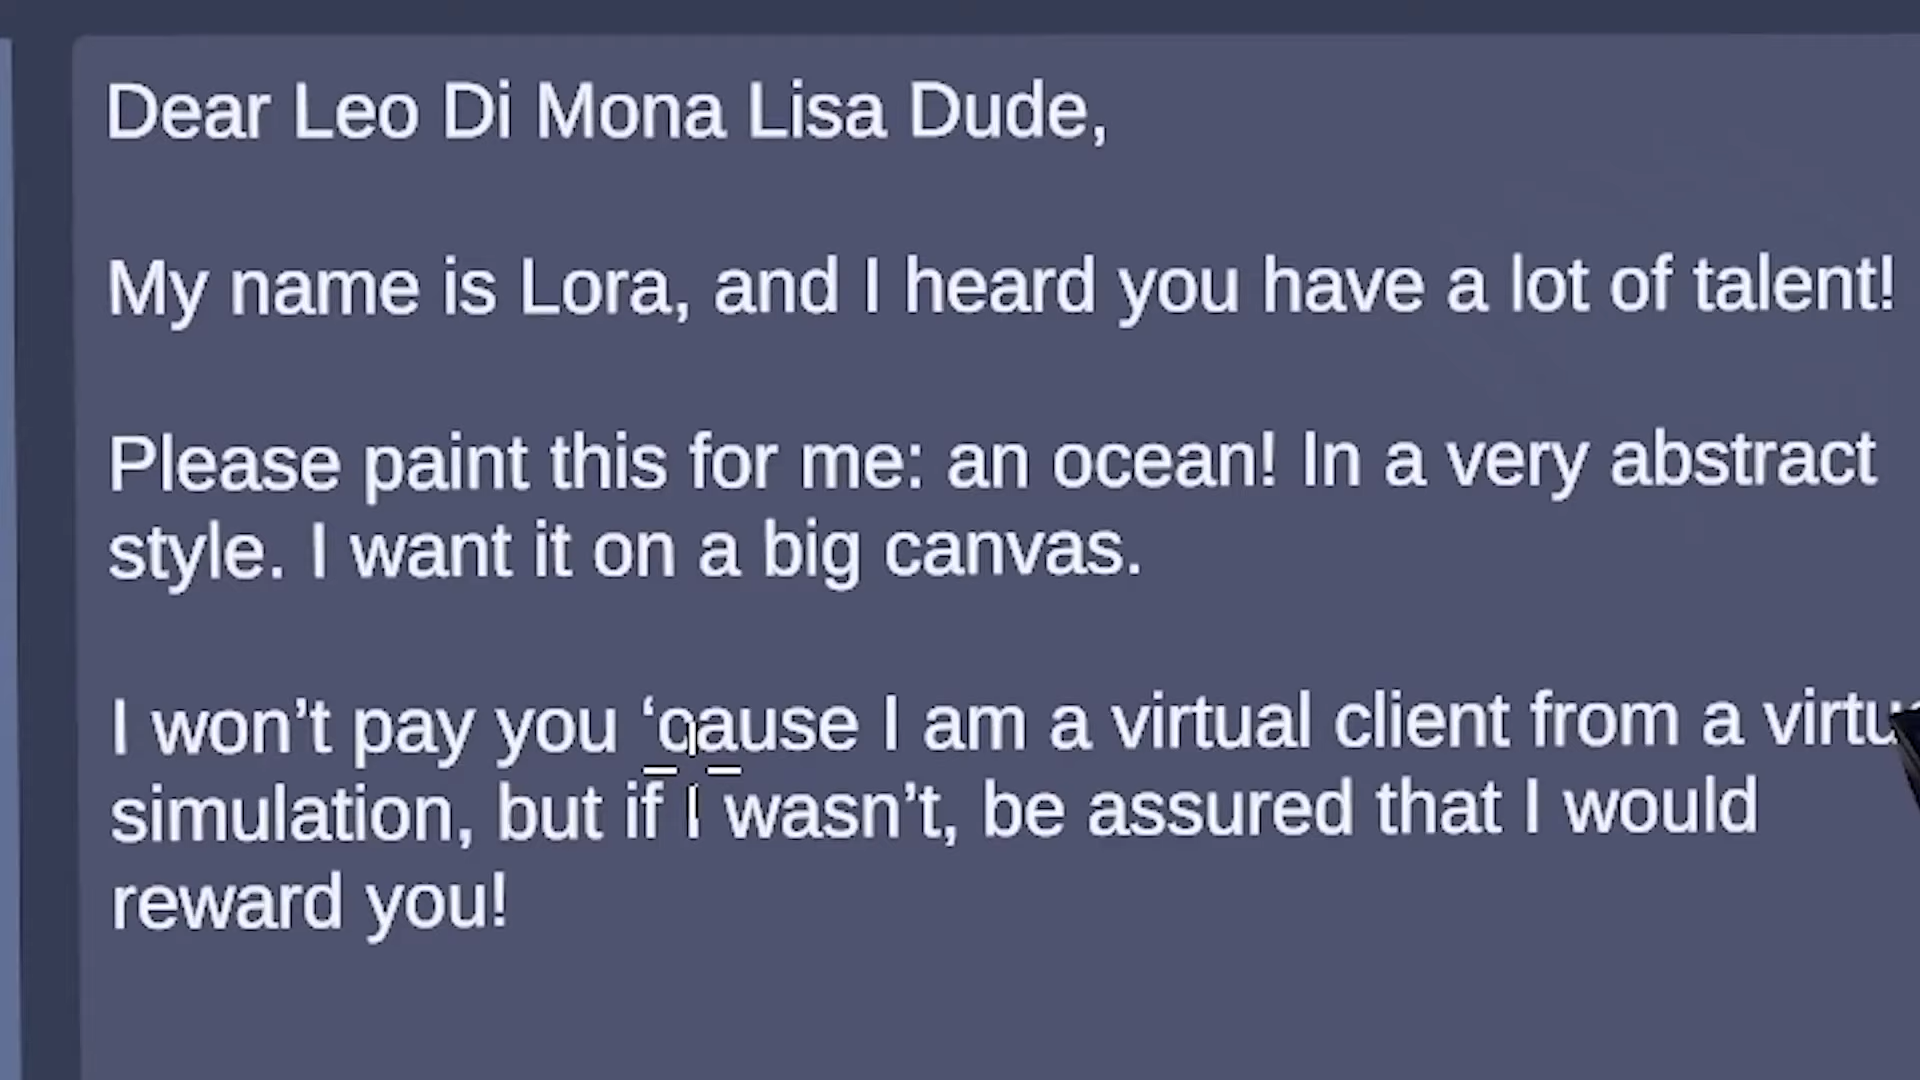 Dear Leo Di Mona Lisa Dude,
My name is Lora, and I heard you have a lot of talent!
Please paint this for me: an ocean! In a very abstract
style. I want it on a big canvas.
I won’t pay you ‘cause I am a virtual client from a
simulation, but if I wasn’t, be assured that I would
reward you!